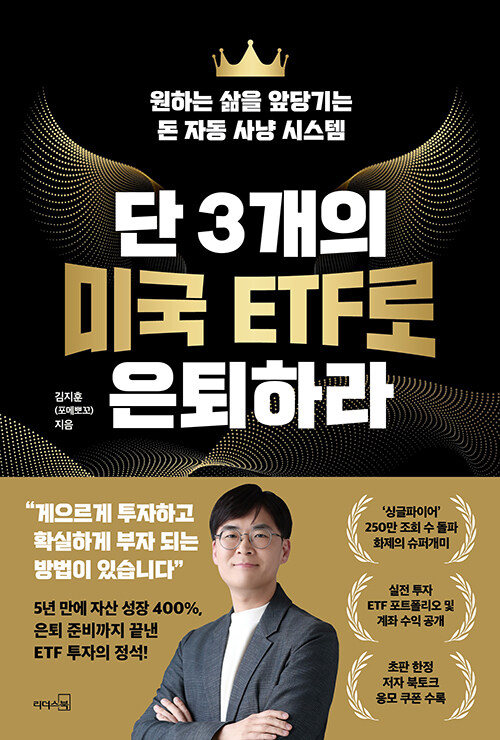 원하는 삶을 앞당기는
돈 자동 사냥 시스템
단 3개의
미국 ETF로
은퇴하라
김지훈
(포메뽀꼬)
지음
“게으르게 투자하고
확실하게 부자 되는
방법이 있습니다”
5년 만에 자산 성장 400%,
은퇴 준비까지 끝낸
ETF 투자의 정석!
‘싱글파이어’
250만 조회 수 돌파
화제의 슈퍼개미
실전 투자
ETF 포트폴리오 및
계좌 수익 공개
초판 한정
저자 북토크
응모 쿠폰 수록
리더스북